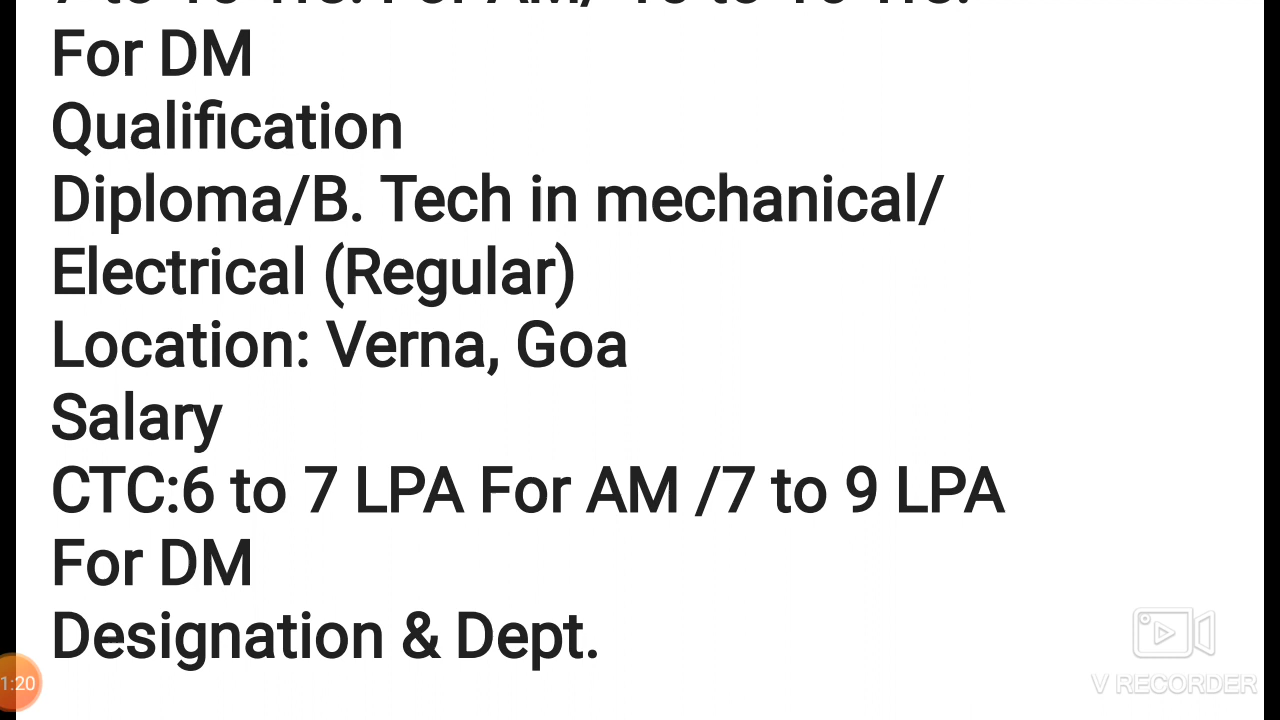 For DM
Qualification
Diploma/B. Tech in mechanical/
Electrical (Regular)
Location: Verna, Goa
Salary
CTC:6 to 7 LPA For AM /7 to 9 LPA
For DM
Designation & Dept.
1:20
V RECORDER